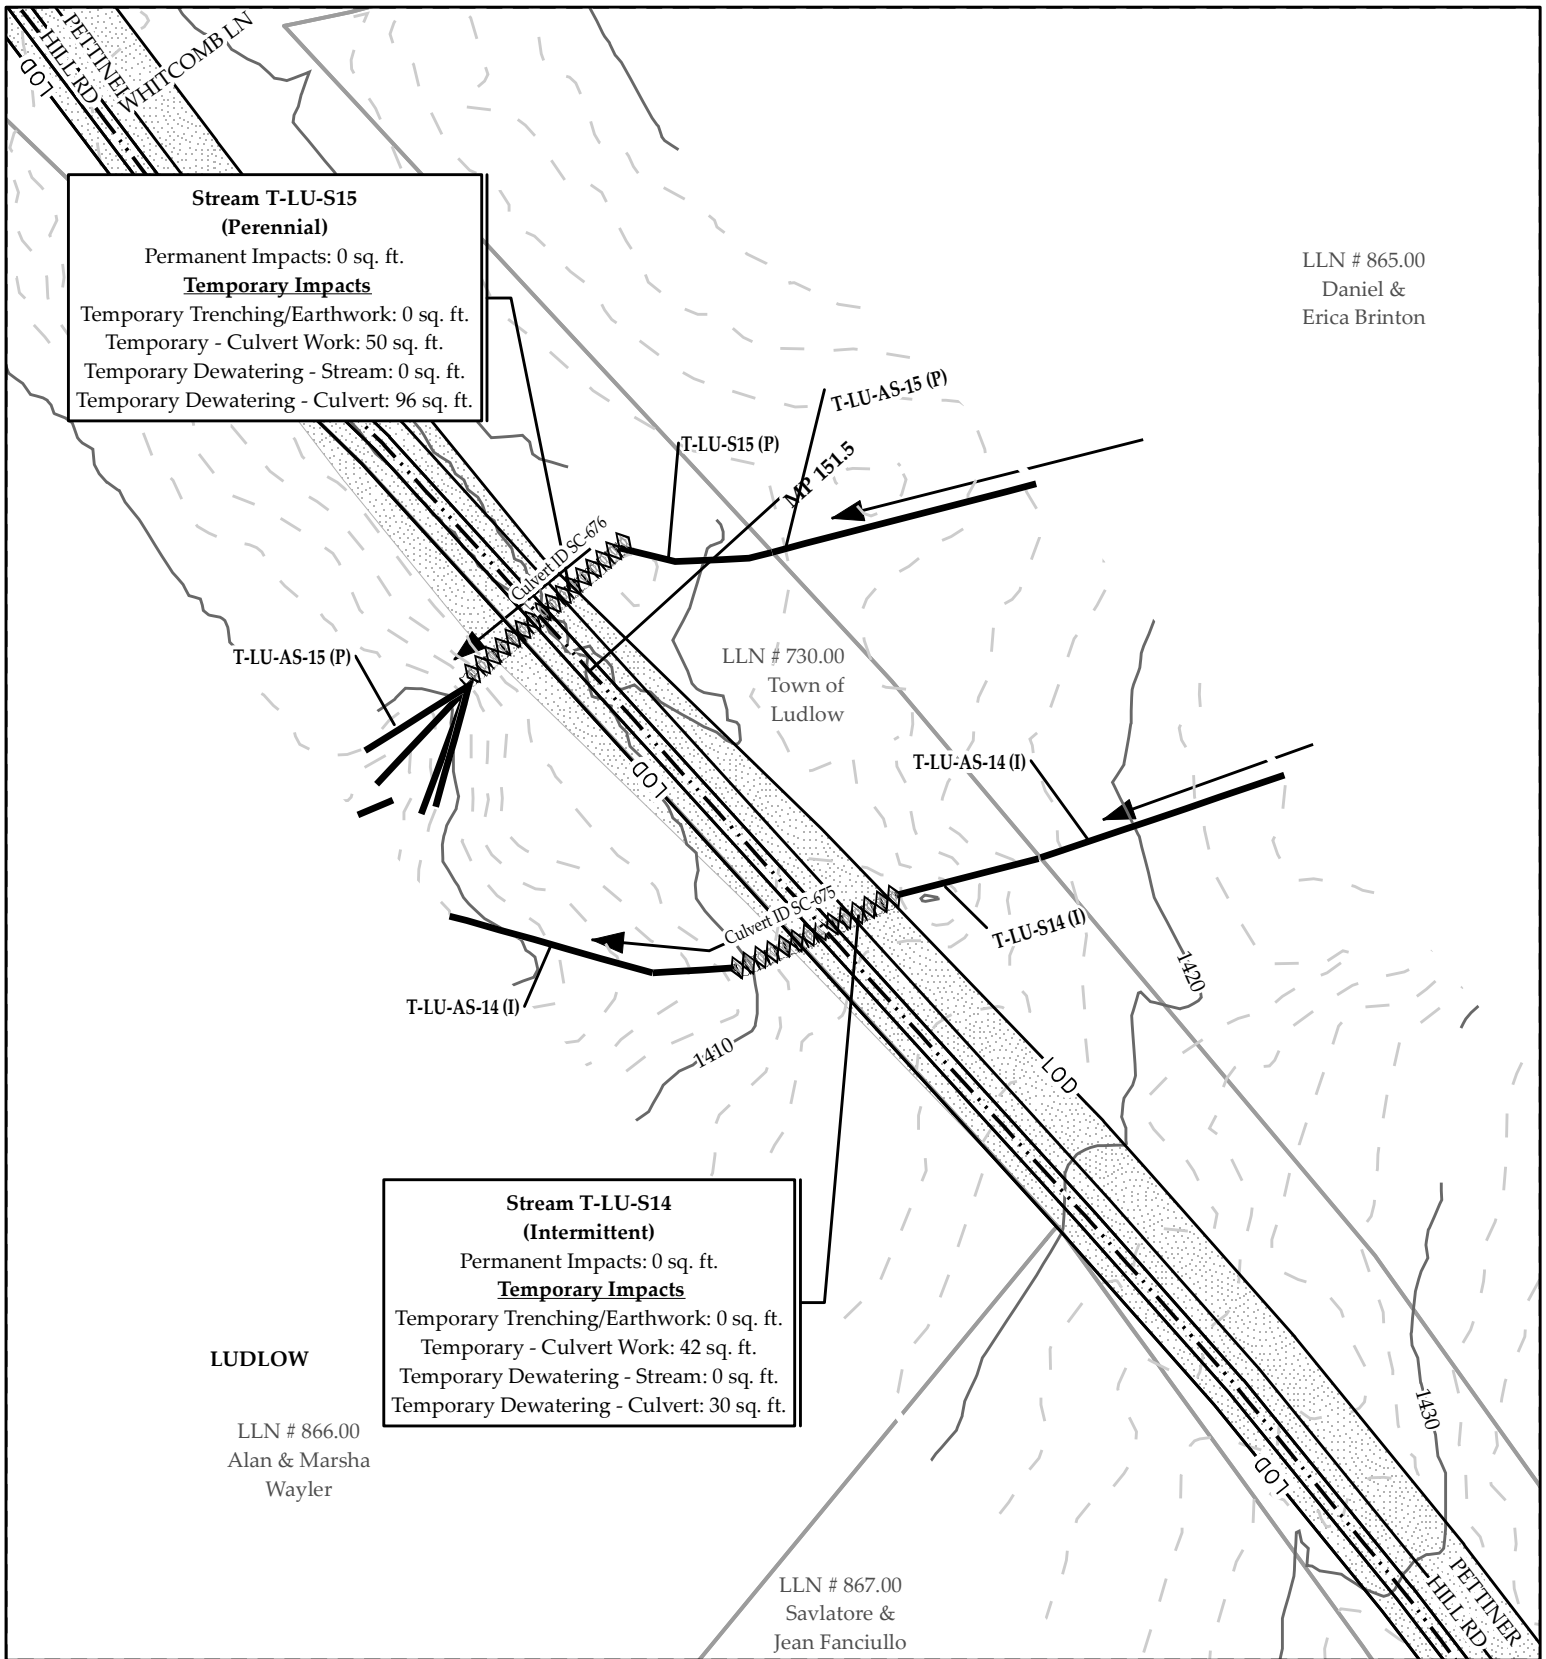 PETTINER
HILL RD
WHITCOMB LN
LOD
Stream T-LU-S15
(Perennial)
Permanent Impacts: 0 sq. ft.
Temporary Impacts
Temporary Trenching/Earthwork: 0 sq. ft.
Temporary - Culvert Work: 50 sq. ft.
Temporary Dewatering - Stream: 0 sq. ft.
Temporary Dewatering - Culvert: 96 sq. ft.
LLN # 865.00
Daniel &
Erica Brinton
T-LU-AS-15 (P)
T-LU-S15 (P)
MP 151.5
Culvert ID SC-676
T-LU-AS-15 (P)
LLN # 730.00
Town of
Ludlow
LOD
T-LU-AS-14 (I)
Culvert ID SC-675
T-LU-S14 (I)
1420
T-LU-AS-14 (I)
1410
LOD
Stream T-LU-S14
(Intermittent)
Permanent Impacts: 0 sq. ft.
Temporary Impacts
Temporary Trenching/Earthwork: 0 sq. ft.
Temporary - Culvert Work: 42 sq. ft.
Temporary Dewatering - Stream: 0 sq. ft.
Temporary Dewatering - Culvert: 30 sq. ft.
LUDLOW
LLN # 866.00
Alan & Marsha
Wayler
1430
LOD
LLN # 867.00
Savlatore &
Jean Fanciullo
PETTINER
HILL RD